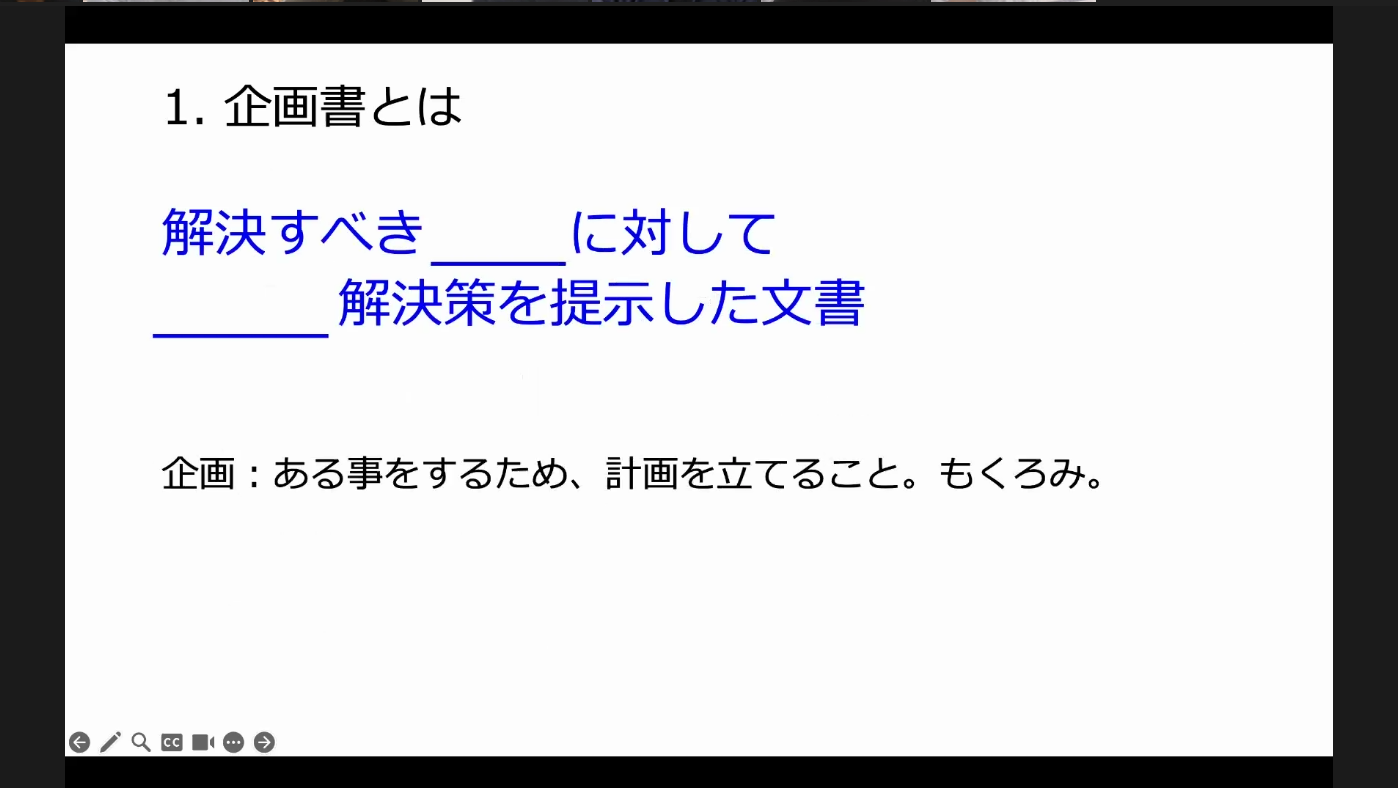 1. 企画書とは
解決すべき_____に対して
______解決策を提示した文書
企画：ある事をするため、計画を立てること。もくろみ。
CC